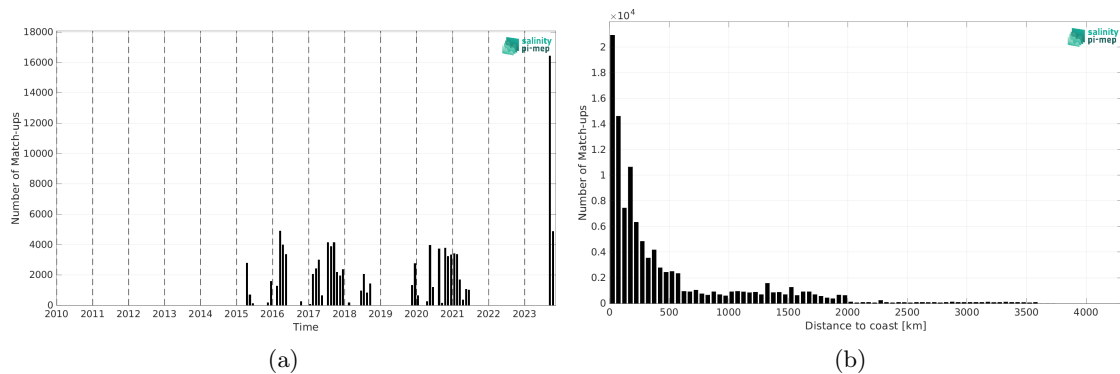 18000
16000
14000
12000
10000
8000
6000
4000
2000
0
Number of Match-ups
2010 2011 2012 2013 2014 2015 2016 2017 2018 2019 2020 2021 2022 2023
Time
salinity
pi-mep
(a)
×10⁴
2
1.8
1.6
1.4
1.2
1
0.8
0.6
0.4
0.2
0
Number of Match-ups
0 500 1000 1500 2000 2500 3000 3500 4000
Distance to coast [km]
salinity
pi-mep
(b)